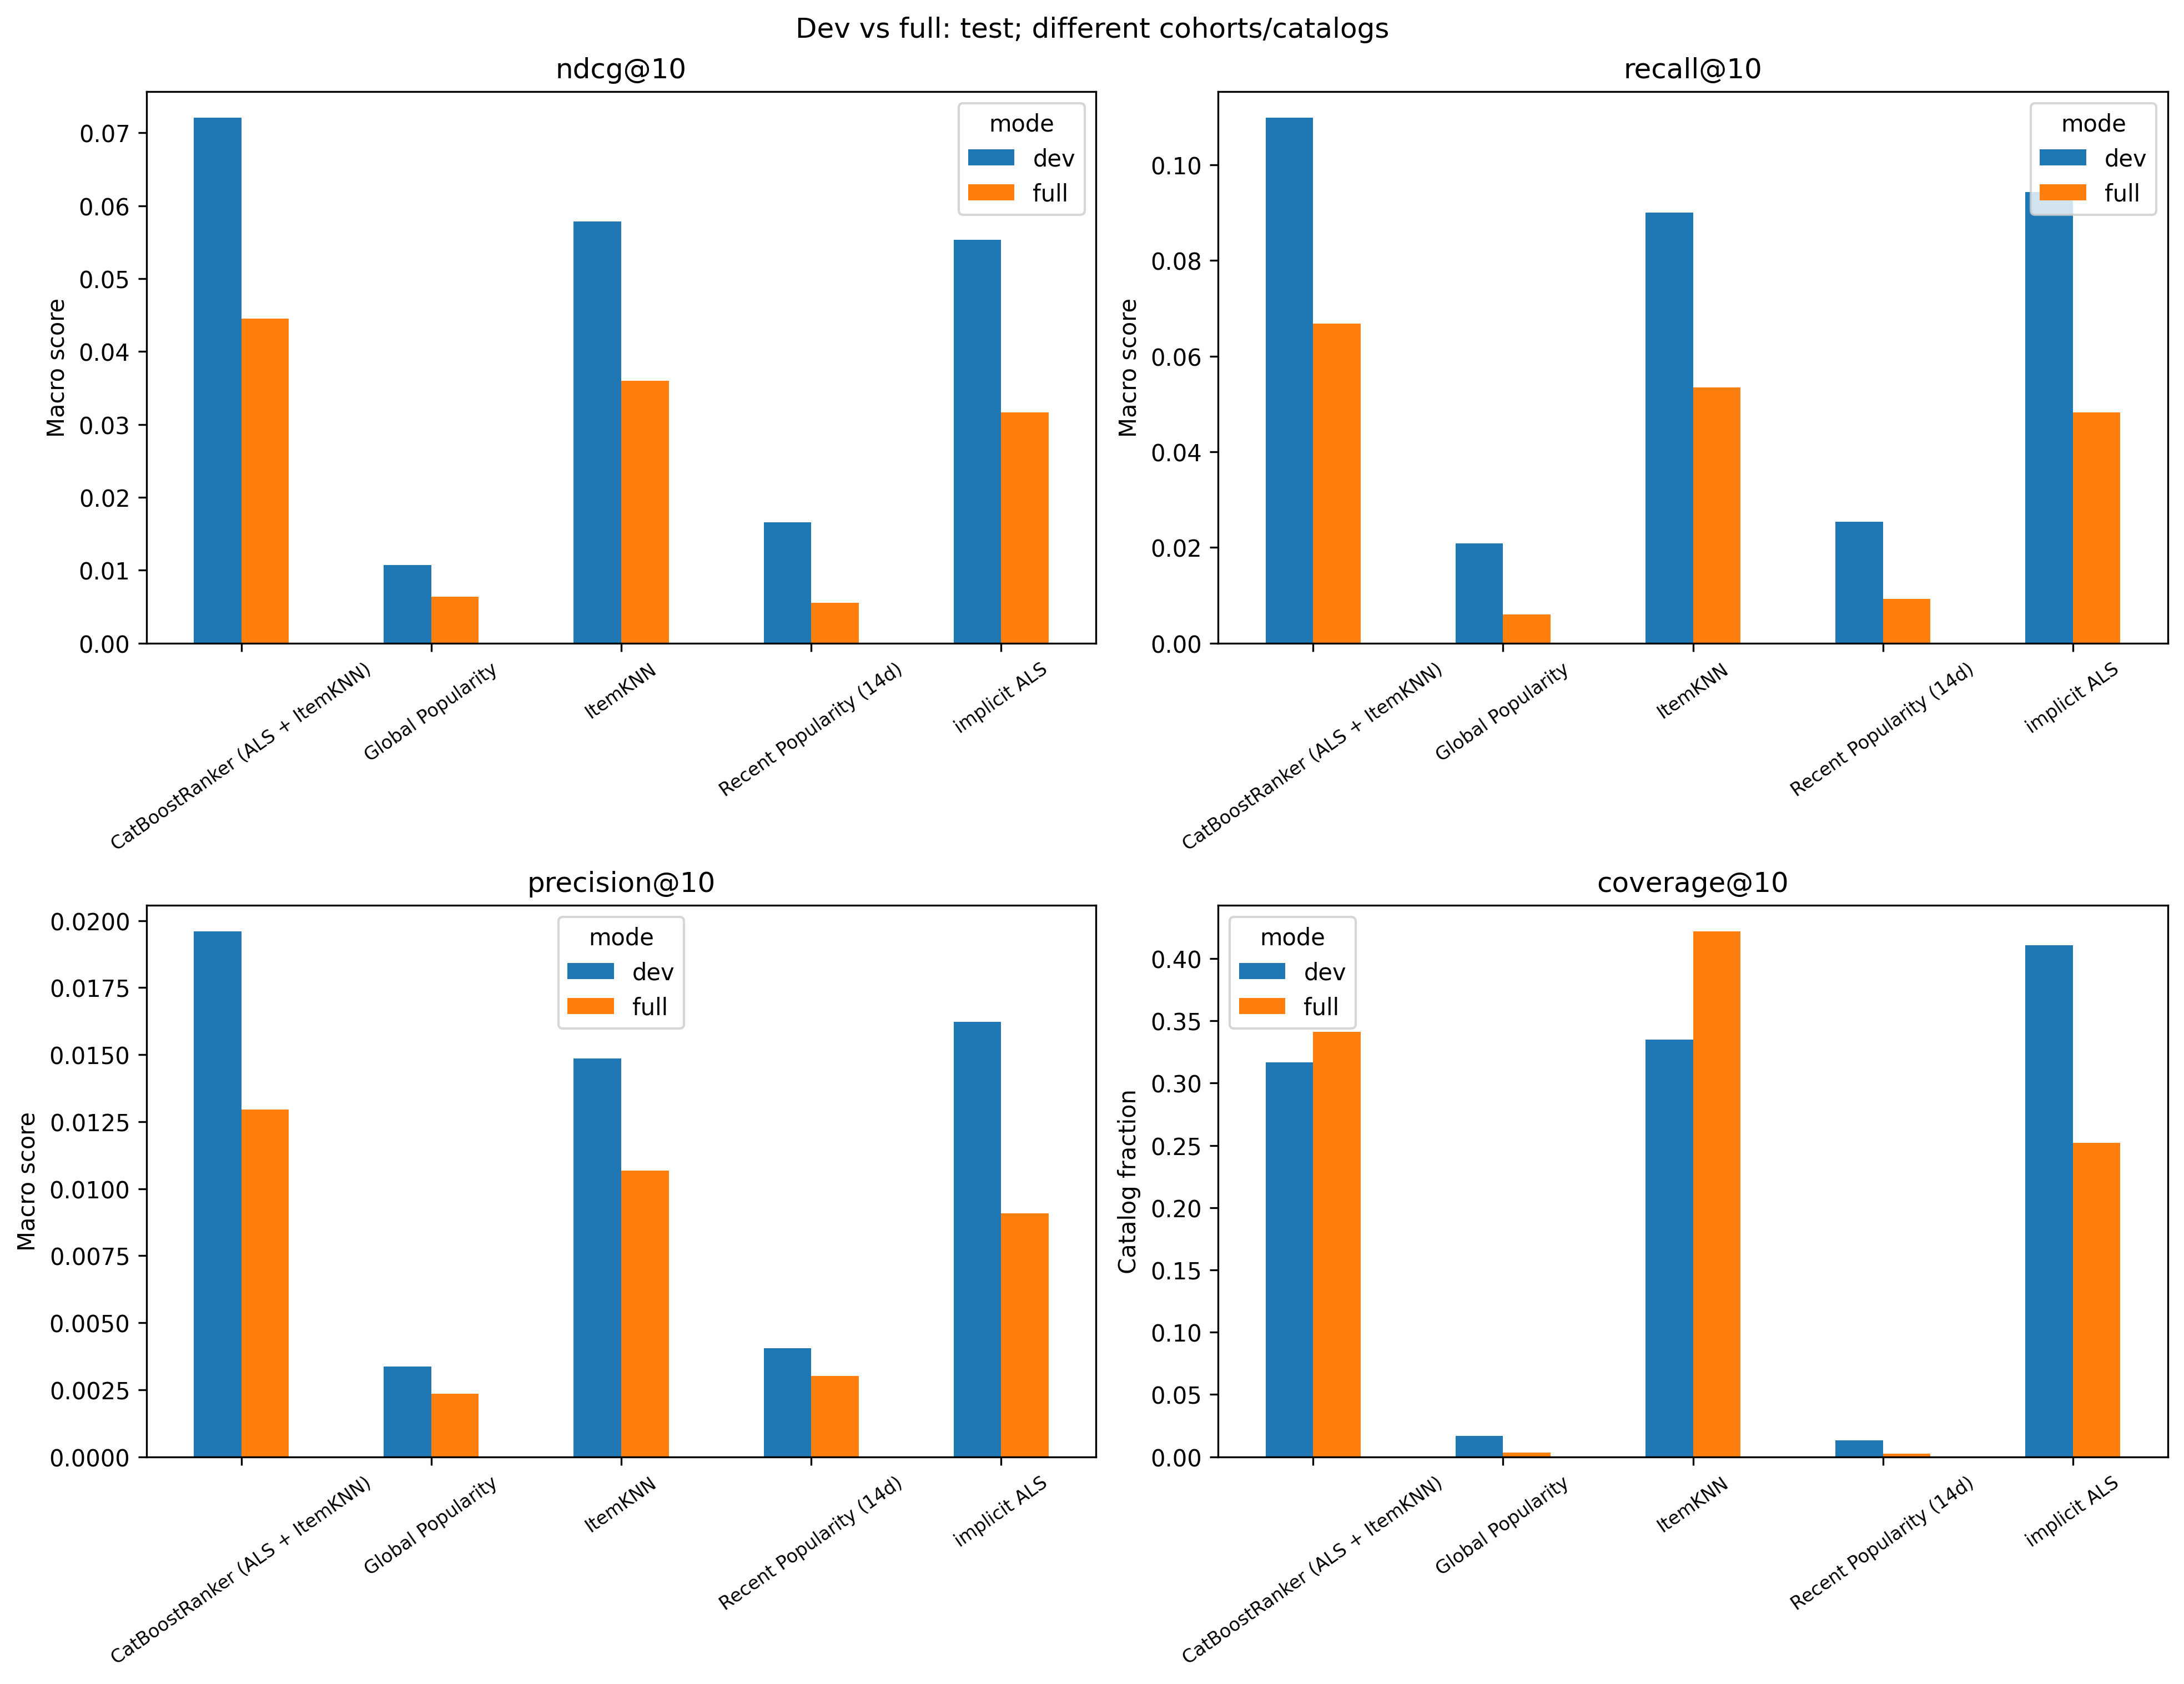 Dev vs full: test; different cohorts/catalogs
ndcg@10
Macro score
0.07
0.06
0.05
0.04
0.03
0.02
0.01
0.00
mode
dev
full
CatBoostRanker (ALS + ItemKNN)
Global Popularity
ItemKNN
Recent Popularity (14d)
implicit ALS
recall@10
Macro score
0.10
0.08
0.06
0.04
0.02
0.00
mode
dev
full
CatBoostRanker (ALS + ItemKNN)
Global Popularity
ItemKNN
Recent Popularity (14d)
implicit ALS
precision@10
Macro score
0.0200
0.0175
0.0150
0.0125
0.0100
0.0075
0.0050
0.0025
0.0000
mode
dev
full
CatBoostRanker (ALS + ItemKNN)
Global Popularity
ItemKNN
Recent Popularity (14d)
implicit ALS
coverage@10
Catalog fraction
0.40
0.35
0.30
0.25
0.20
0.15
0.10
0.05
0.00
mode
dev
full
CatBoostRanker (ALS + ItemKNN)
Global Popularity
ItemKNN
Recent Popularity (14d)
implicit ALS